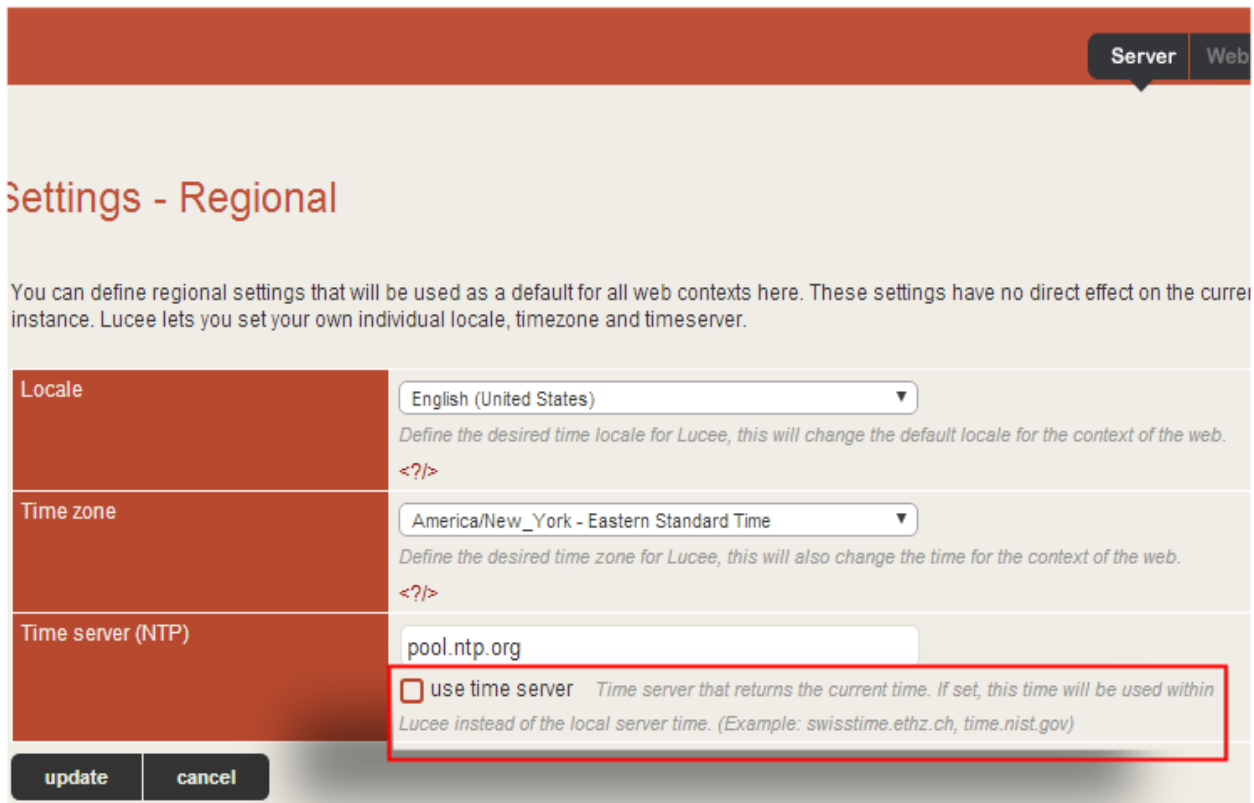 Server Web
Settings - Regional
You can define regional settings that will be used as a default for all web contexts here. These settings have no direct effect on the
instance. Lucee lets you set your own individual locale, timezone and timeserver.
Locale
English (United States)
Define the desired time locale for Lucee, this will change the default locale for the context of the web.
<?/>
Time zone
America/New_York - Eastern Standard Time
Define the desired time zone for Lucee, this will also change the time for the context of the web.
<?/>
Time server (NTP)
pool.ntp.org
use time server Time server that returns the current time. If set, this time will be used within
Lucee instead of the local server time. (Example: swisstime.ethz.ch, time.nist.gov)
update cancel